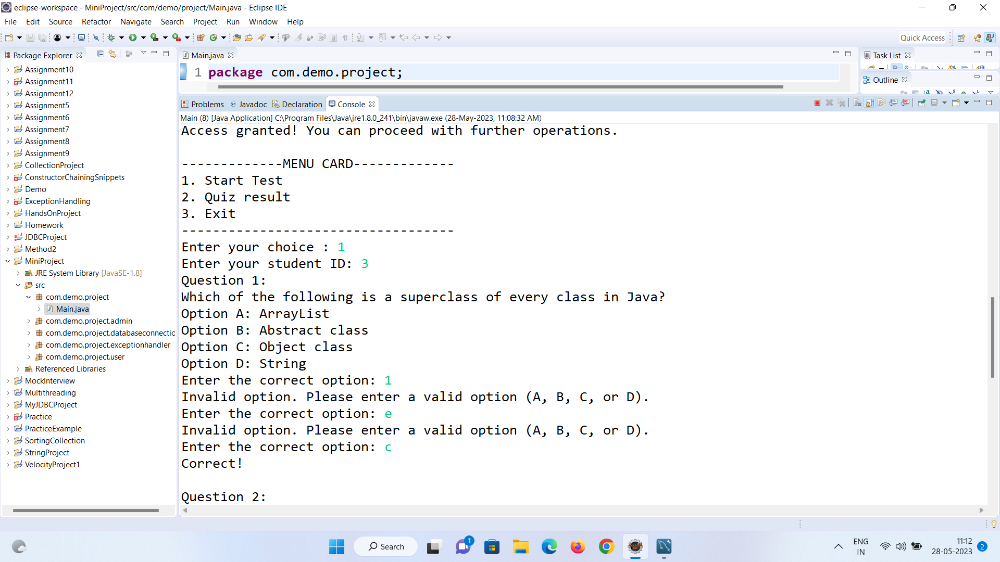 eclipse-workspace - MiniProject/src/com/demo/project/Main.java - Eclipse IDE
File Edit Source Refactor Navigate Search Project Run Window Help
Quick Access
Package Explorer
Assignment10
Assignment11
Assignment12
Assignment5
Assignment6
Assignment7
Assignment8
Assignment9
CollectionProject
ConstructorChainingSnippets
Demo
ExceptionHandling
HandsOnProject
Homework
JDBCProject
Method2
MiniProject
JRE System Library [JavaSE-1.8]
src
com.demo.project
Main.java
com.demo.project.admin
com.demo.project.databaseconnectio
com.demo.project.exceptionhandler
com.demo.project.user
Referenced Libraries
MockInterview
Multithreading
MyJDBCProject
Practice
PracticeExample
SortingCollection
StringProject
VelocityProject1
Main.java
1 package com.demo.project;
Task List
Outline
Problems @ Javadoc Declaration Console
Main (8) [Java Application] C:\Program Files\Java\jre1.8.0_241\bin\javaw.exe (28-May-2023, 11:08:32 AM)
Access granted! You can proceed with further operations.
-------------MENU CARD-------------
1. Start Test
2. Quiz result
3. Exit
-----------------------------------
Enter your choice : 1
Enter your student ID: 3
Question 1:
Which of the following is a superclass of every class in Java?
Option A: ArrayList
Option B: Abstract class
Option C: Object class
Option D: String
Enter the correct option: 1
Invalid option. Please enter a valid option (A, B, C, or D).
Enter the correct option: e
Invalid option. Please enter a valid option (A, B, C, or D).
Enter the correct option: c
Correct!
Question 2:
Search
1
ENG
IN
11:12
28-05-2023
2